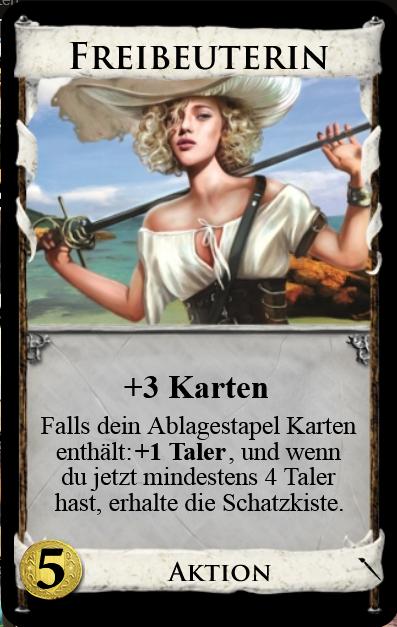 FREIBEUTERIN
+3 Karten
Falls dein Ablagestapel Karten
enthält:+1 Taler, und wenn
du jetzt mindestens 4 Taler
hast, erhalte die Schatzkiste.
5
AKTION